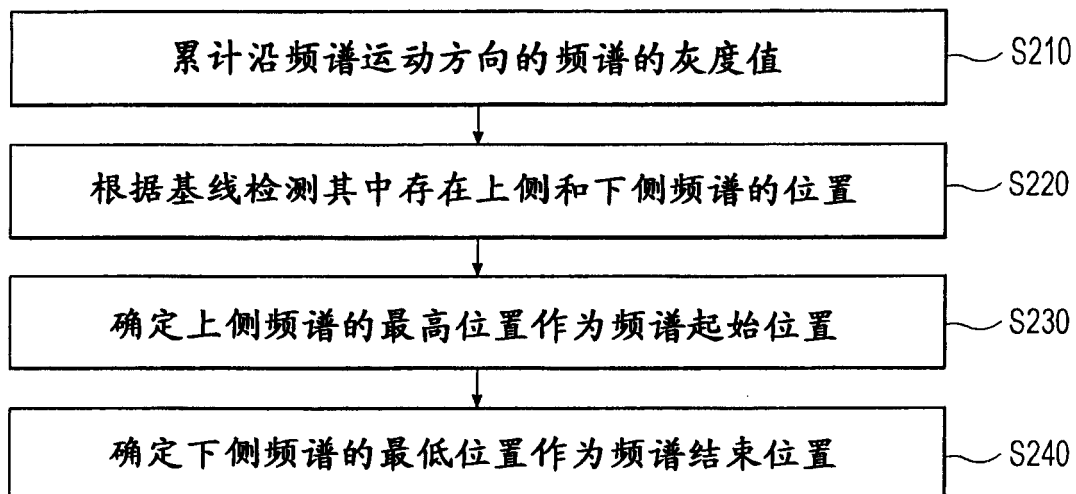 累计沿频谱运动方向的频谱的灰度值 S210
根据基线检测其中存在上侧和下侧频谱的位置 S220
确定上侧频谱的最高位置作为频谱起始位置 S230
确定下侧频谱的最低位置作为频谱结束位置 S240